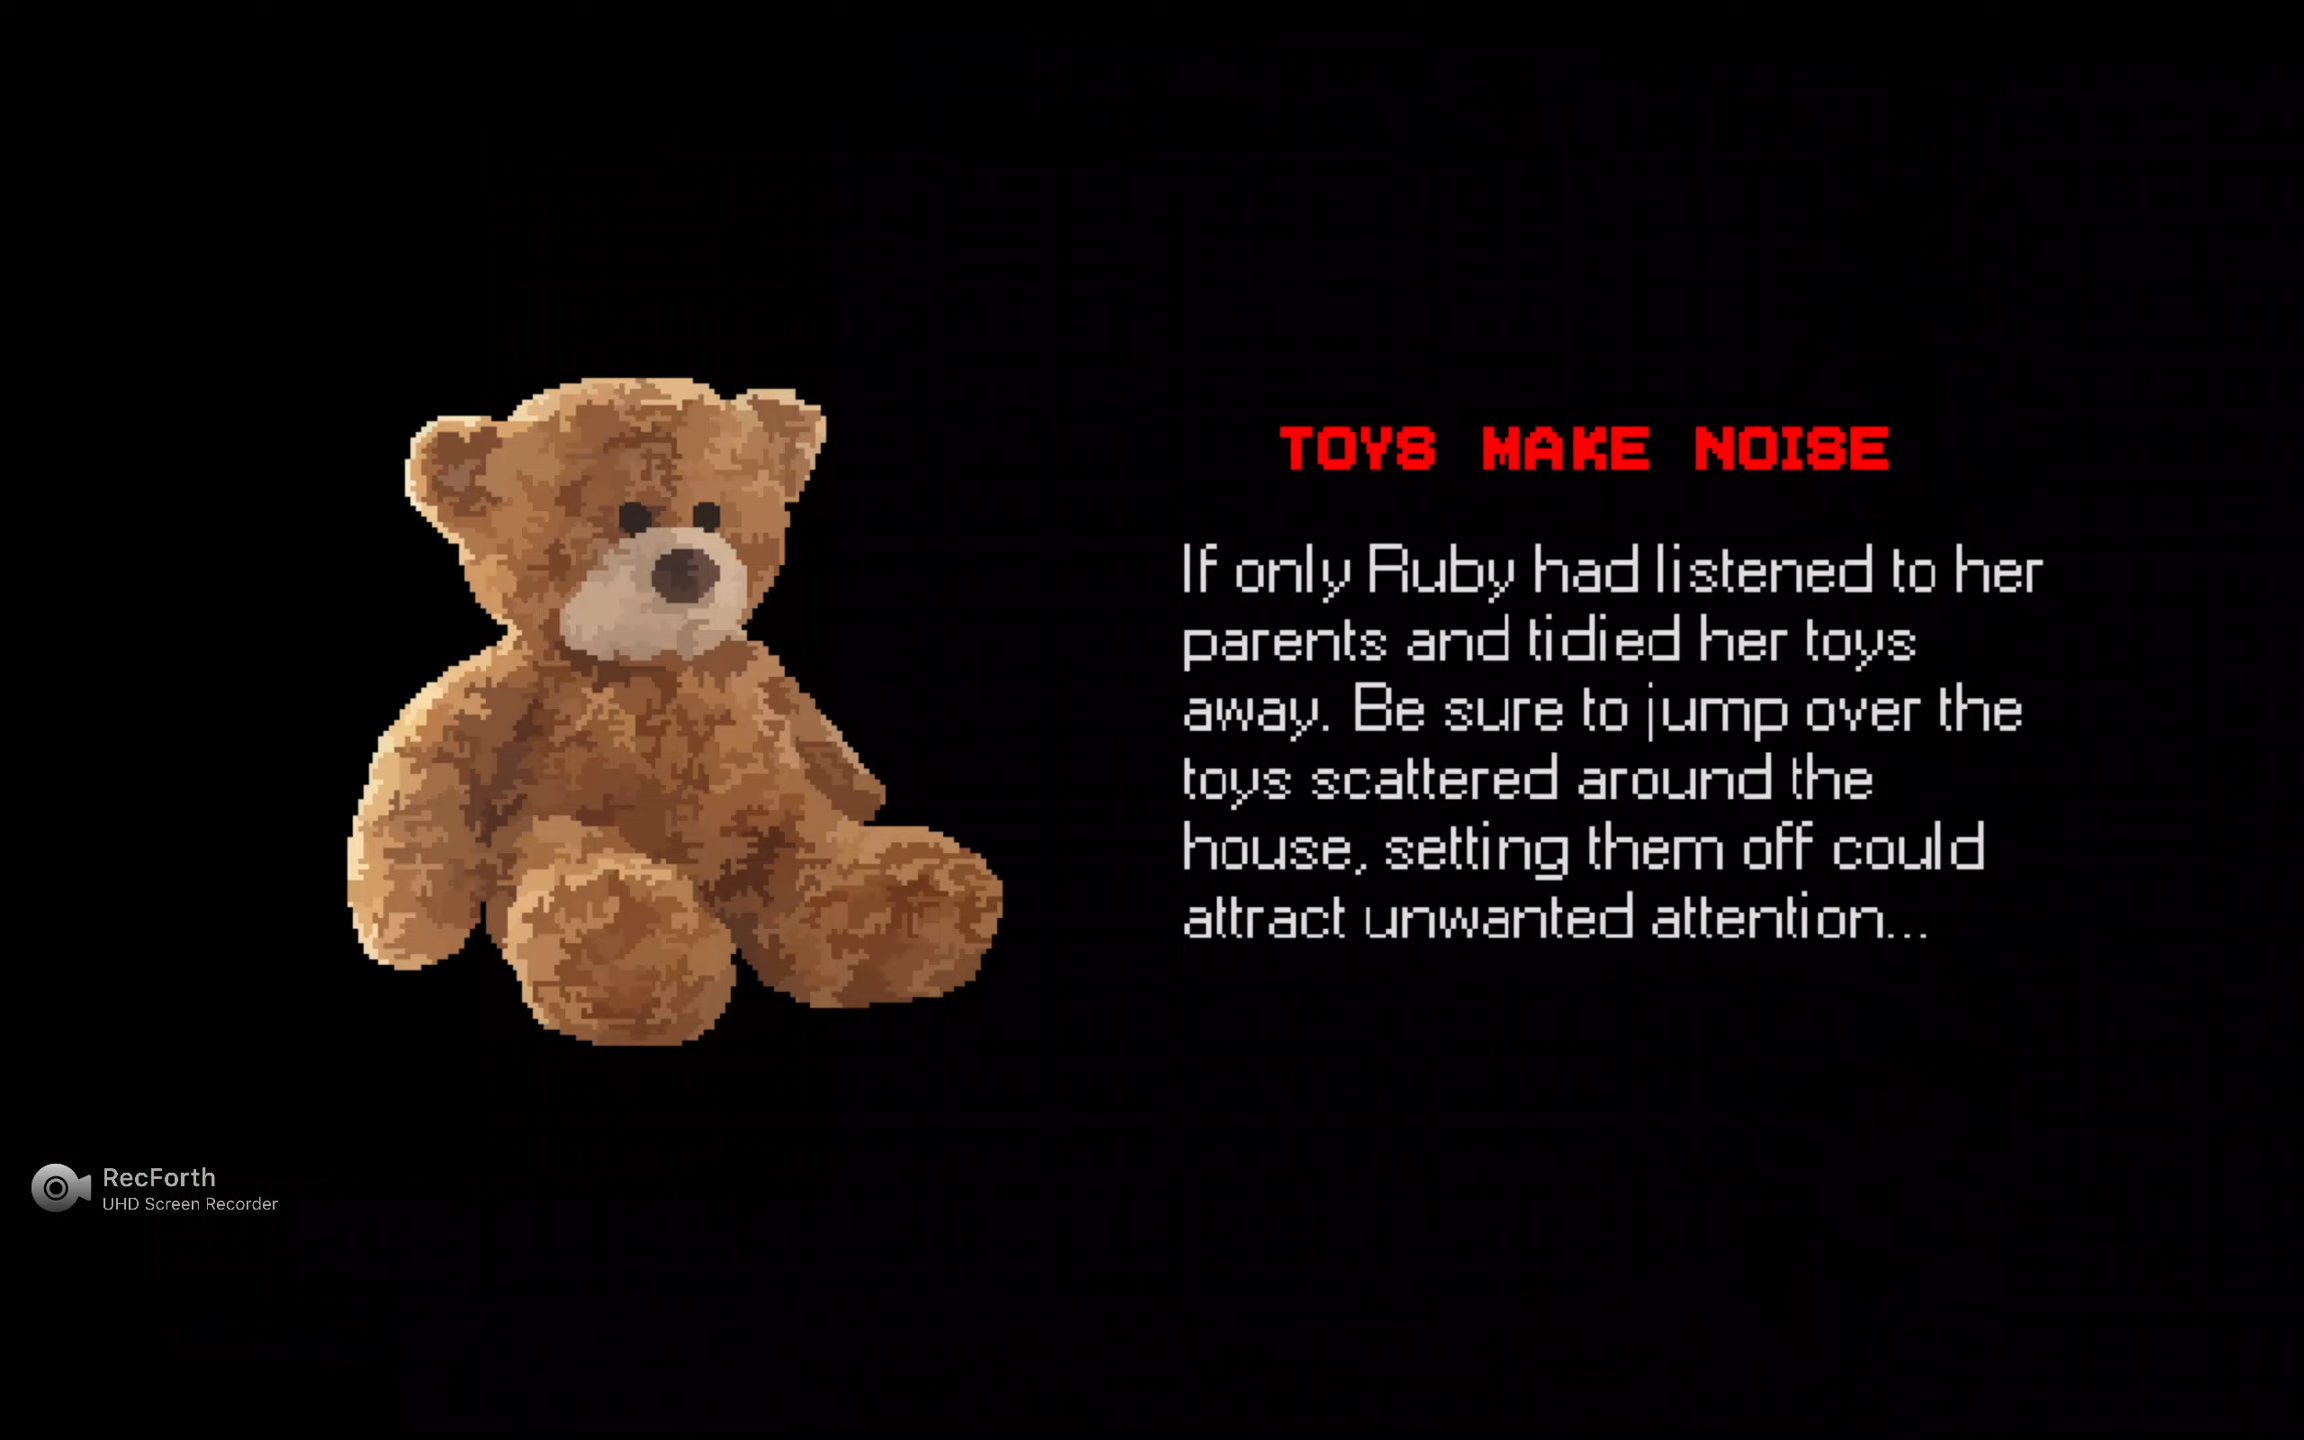 TOYS MAKE NOISE
If only Ruby had listened to her
parents and tidied her toys
away. Be sure to jump over the
toys scattered around the
house, setting them off could
attract unwanted attention...
RecForth
UHD Screen Recorder